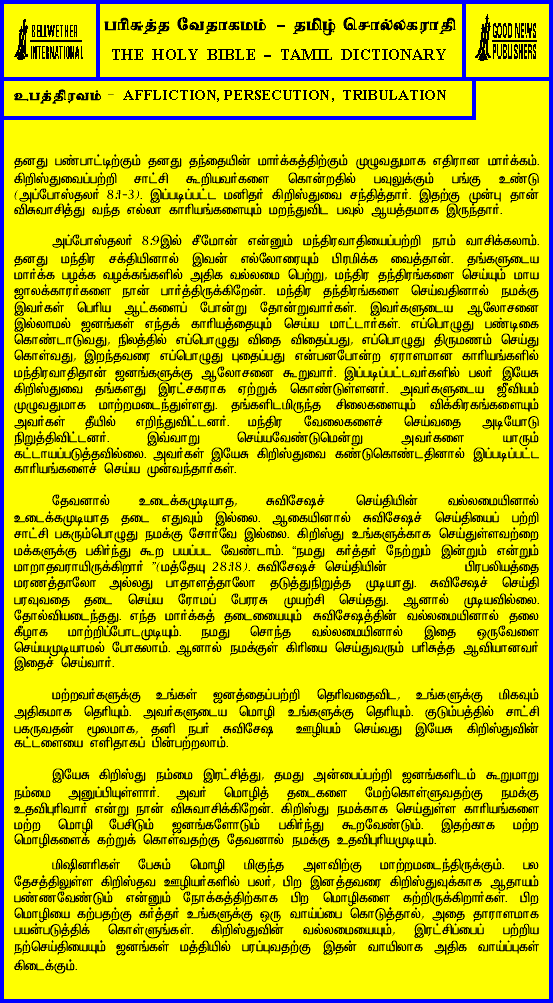 BELLWETHER
INTERNATIONAL
பரிசுத்த வேதாகமம் - தமிழ் சொல்லகராதி
THE HOLY BIBLE - TAMIL DICTIONARY
GOOD NEWS
PUBLISHERS
உபத்திரவம் - AFFLICTION, PERSECUTION, TRIBULATION
தனது பண்பாட்டிற்கும் தனது தந்தையின் மார்க்கத்திற்கும் முழுவதுமாக எதிரான மார்க்கம்.
கிறிஸ்துவைப்பற்றி சாட்சி கூறியவர்களை கொன்றதில் பவுலுக்கும் பங்கு உண்டு
(அப்போஸ்தலர் 8:1-3). இப்படிப்பட்ட மனிதர் கிறிஸ்துவை சந்தித்தார். இதற்கு முன்பு தான்
விசுவாசித்து வந்த எல்லா காரியங்களையும் மறந்துவிட பவுல் ஆயத்தமாக இருந்தார்.
அப்போஸ்தலர் 8:9இல் சீமோன் என்னும் மந்திரவாதியைப்பற்றி நாம் வாசிக்கலாம்.
தனது மந்திர சக்தியினால் இவன் எல்லோரையும் பிரமிக்க வைத்தான். தங்களுடைய
மார்க்க பழக்க வழக்கங்களில் அதிக வல்லமை பெற்று, மந்திர தந்திரங்களை செய்யும் மாய
ஜாலக்காரர்களை நான் பார்த்திருக்கிறேன். மந்திர தந்திரங்களை செய்வதினால் நமக்கு
இவர்கள் பெரிய ஆட்களைப் போன்று தோன்றுவார்கள். இவர்களுடைய ஆலோசனை
இல்லாமல் ஜனங்கள் எந்தக் காரியத்தையும் செய்ய மாட்டார்கள். எப்பொழுது பண்டிகை
கொண்டாடுவது, நிலத்தில் எப்பொழுது விதை விதைப்பது, எப்பொழுது திருமணம் செய்து
கொள்வது, இறந்தவரை எப்பொழுது புதைப்பது என்பனபோன்ற ஏராளமான காரியங்களில்
மந்திரவாதிதான் ஜனங்களுக்கு ஆலோசனை கூறுவார். இப்படிப்பட்டவர்களில் பலர் இயேசு
கிறிஸ்துவை தங்களது இரட்சகராக ஏற்றுக் கொண்டுள்ளனர். அவர்களுடைய ஜீவியம்
முழுவதுமாக மாற்றமடைந்துள்ளது. தங்களிடமிருந்த சிலைகளையும் விக்கிரகங்களையும்
அவர்கள் தீயில் எறிந்துவிட்டனர். மந்திர வேலைகளைச் செய்வதை அடியோடு
நிறுத்திவிட்டனர். இவ்வாறு செய்யவேண்டுமென்று அவர்களை யாரும்
கட்டாயப்படுத்தவில்லை. அவர்கள் இயேசு கிறிஸ்துவை கண்டுகொண்டதினால் இப்படிப்பட்ட
காரியங்களைச் செய்ய முன்வந்தார்கள்.
தேவனால் உடைக்கமுடியாத, சுவிசேஷச் செய்தியின் வல்லமையினால்
உடைக்கமுடியாத தடை எதுவும் இல்லை. ஆகையினால் சுவிசேஷச் செய்தியைப் பற்றி
சாட்சி பகரும்பொழுது நமக்கு சோர்வே இல்லை. கிறிஸ்து உங்களுக்காக செய்துள்ளவற்றை
மக்களுக்கு பகிர்ந்து கூற பயப்பட வேண்டாம். "நமது கர்த்தர் நேற்றும் இன்றும் என்றும்
மாறாதவராயிருக்கிறார் "(மத்தேயு 28:18). சுவிசேஷ செய்தியின் பிரபலியத்தை
மரணத்தாலோ அல்லது பாதாளத்தாலோ தடுத்துநிறுத்த முடியாது. சுவிசேஷ செய்தி
பரவுவதை தடை செய்ய ரோமப் பேரரசு முயற்சி செய்தது. ஆனால் முடியவில்லை.
தோல்வியடைந்தது. எந்த மார்க்கத் தடையையும் சுவிசேஷத்தின் வல்லமையினால் தலை
கீழாக மாற்றிப்போடமுடியும். நமது சொந்த வல்லமையினால் இதை ஒருவேளை
செய்யமுடியாமல் போகலாம். ஆனால் நமக்குள் கிரியை செய்துவரும் பரிசுத்த ஆவியானவர்
இதைச் செய்வார்.
மற்றவர்களுக்கு உங்கள் ஜனத்தைப்பற்றி தெரிவதைவிட, உங்களுக்கு மிகவும்
அதிகமாக தெரியும். அவர்களுடைய மொழி உங்களுக்கு தெரியும். குடும்பத்தில் சாட்சி
பகருவதன் மூலமாக, தனி நபர் சுவிசேஷ ஊழியம் செய்வது இயேசு கிறிஸ்துவின்
கட்டளையை எளிதாகப் பின்பற்றலாம்.
இயேசு கிறிஸ்து நம்மை இரட்சித்து, தமது அன்பைப்பற்றி ஜனங்களிடம் கூறுமாறு
நம்மை அனுப்பியுள்ளார். அவர் மொழித் தடைகளை மேற்கொள்ளுவதற்கு நமக்கு
உதவிபுரிவார் என்று நான் விசுவாசிக்கிறேன். கிறிஸ்து நமக்காக செய்துள்ள காரியங்களை
மற்ற மொழி பேசிடும் ஜனங்களோடும் பகிர்ந்து கூறவேண்டும். இதற்காக மற்ற
மொழிகளைக் கற்றுக் கொள்வதற்கு தேவனால் நமக்கு உதவிபுரியமுடியும்.
மிஷினரிகள் பேசும் மொழி மிகுந்த அளவிற்கு மாற்றமடைந்திருக்கும். பல
தேசத்திலுள்ள கிறிஸ்தவ ஊழியர்களில் பலர், பிற இனத்தவரை கிறிஸ்துவுக்காக ஆதாயம்
பண்ணவேண்டும் என்னும் நோக்கத்திற்காக பிற மொழிகளை கற்றிருக்கிறார்கள். பிற
மொழியை கற்பதற்கு கர்த்தர் உங்களுக்கு ஒரு வாய்ப்பை கொடுத்தால், அதை தாராளமாக
பயன்படுத்திக் கொள்ளுங்கள். கிறிஸ்துவின் வல்லமையையும், இரட்சிப்பைப் பற்றிய
நற்செய்தியையும் ஜனங்கள் மத்தியில் பரப்புவதற்கு இதன் வாயிலாக அதிக வாய்ப்புகள்
கிடைக்கும்.